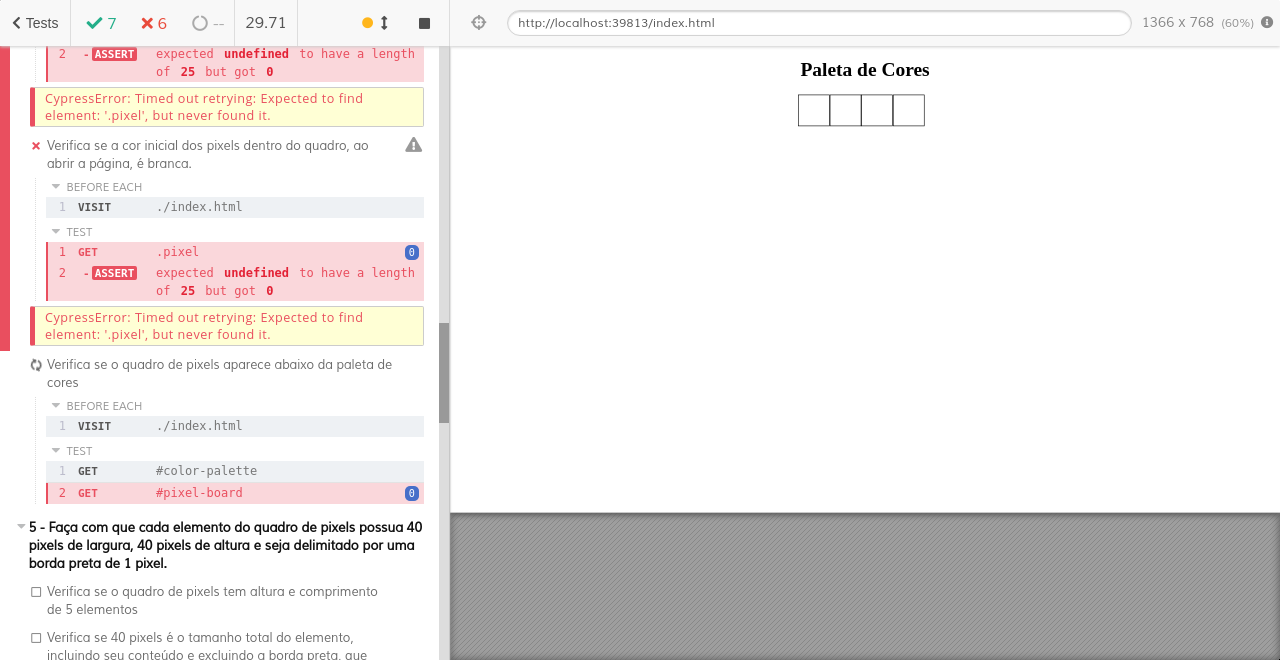 Tests 7 6 -- 29.71
http://localhost:39813/index.html 1366 x 768 (60%)
2 - ASSERT expected undefined to have a length
of 25 but got 0
CypressError: Timed out retrying: Expected to find
element: '.pixel', but never found it.
Verifica se a cor inicial dos pixels dentro do quadro, ao
abrir a página, é branca.
BEFORE EACH
1 VISIT ./index.html
TEST
1 GET .pixel 0
2 - ASSERT expected undefined to have a length
of 25 but got 0
CypressError: Timed out retrying: Expected to find
element: '.pixel', but never found it.
Verifica se o quadro de pixels aparece abaixo da paleta de
cores
BEFORE EACH
1 VISIT ./index.html
TEST
1 GET #color-palette
2 GET #pixel-board 0
5 - Faça com que cada elemento do quadro de pixels possua 40
pixels de largura, 40 pixels de altura e seja delimitado por uma
borda preta de 1 pixel.
Verifica se o quadro de pixels tem altura e comprimento
de 5 elementos
Verifica se 40 pixels é o tamanho total do elemento,
incluindo seu conteúdo e excluindo a borda preta, que
Paleta de Cores